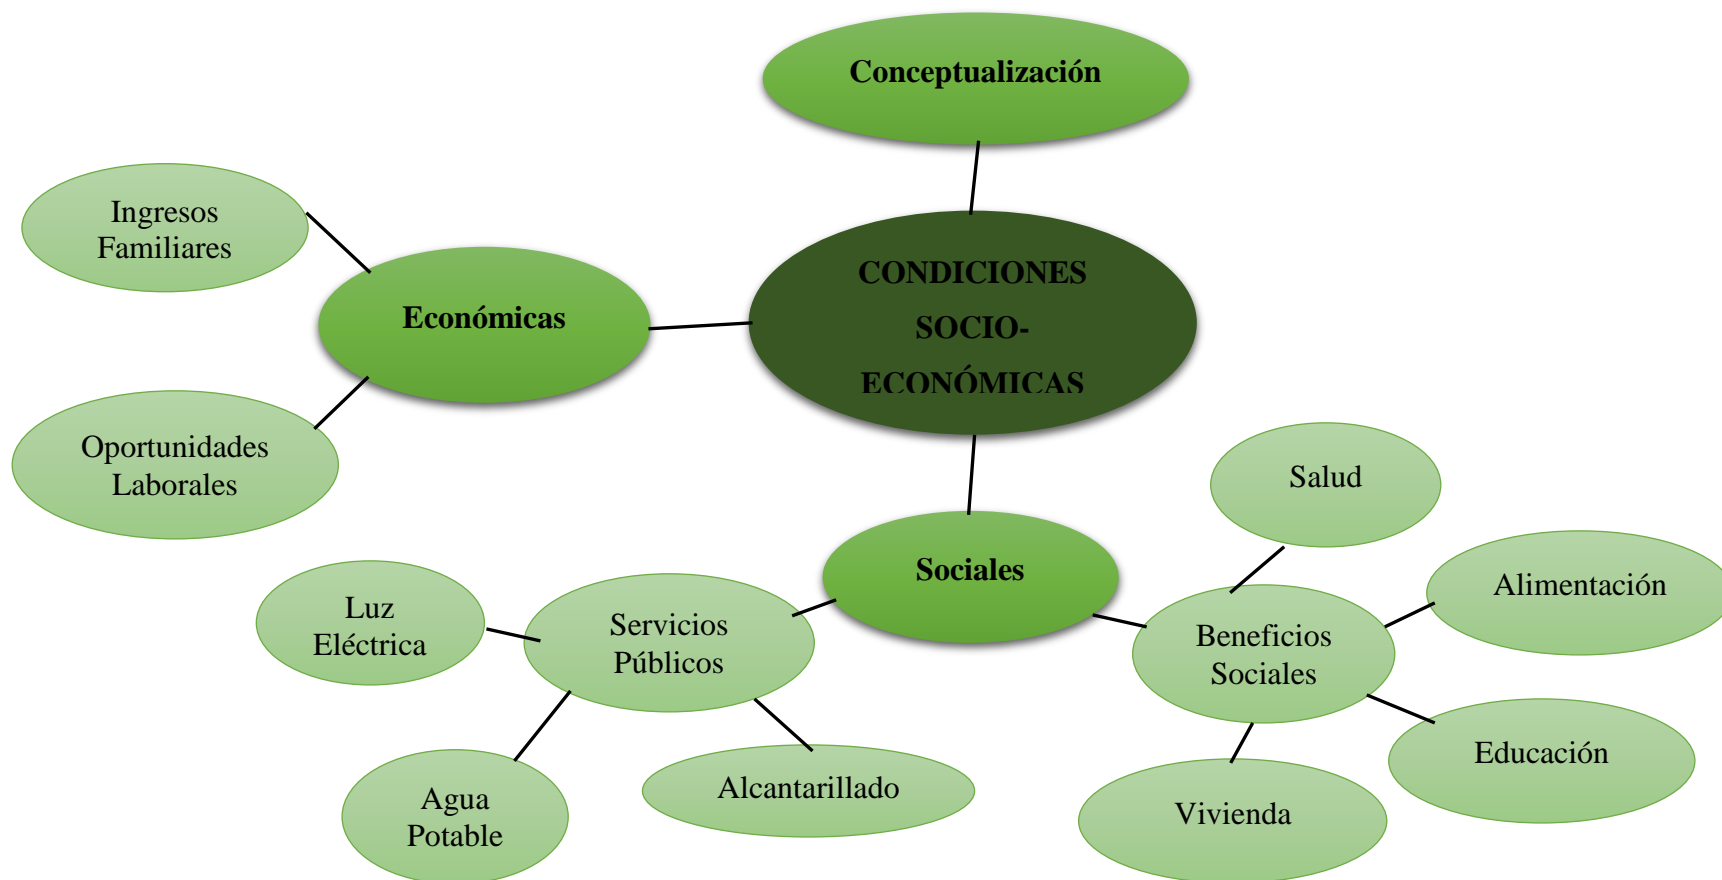 Conceptualización
Ingresos
Familiares
CONDICIONES
SOCIO-
ECONÓMICAS
Económicas
Oportunidades
Laborales
Salud
Sociales
Alimentación
Luz
Eléctrica
Servicios
Públicos
Beneficios
Sociales
Educación
Agua
Potable
Alcantarillado
Vivienda